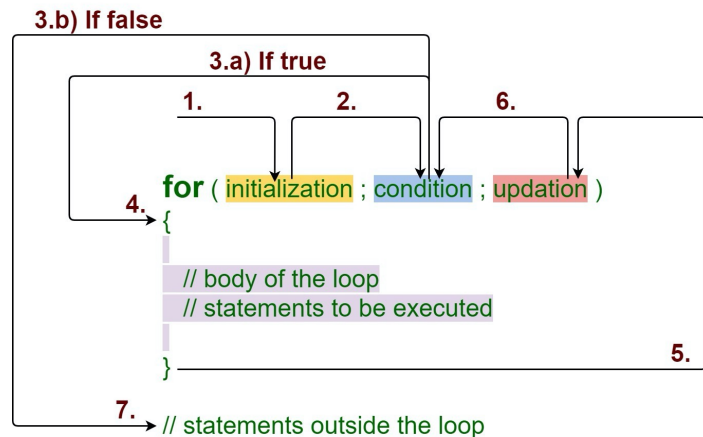 3.b) If false
3.a) If true
1.
2.
6.
for ( initialization ; condition ; updation )
4.
{
// body of the loop
// statements to be executed
}
5.
7.
// statements outside the loop